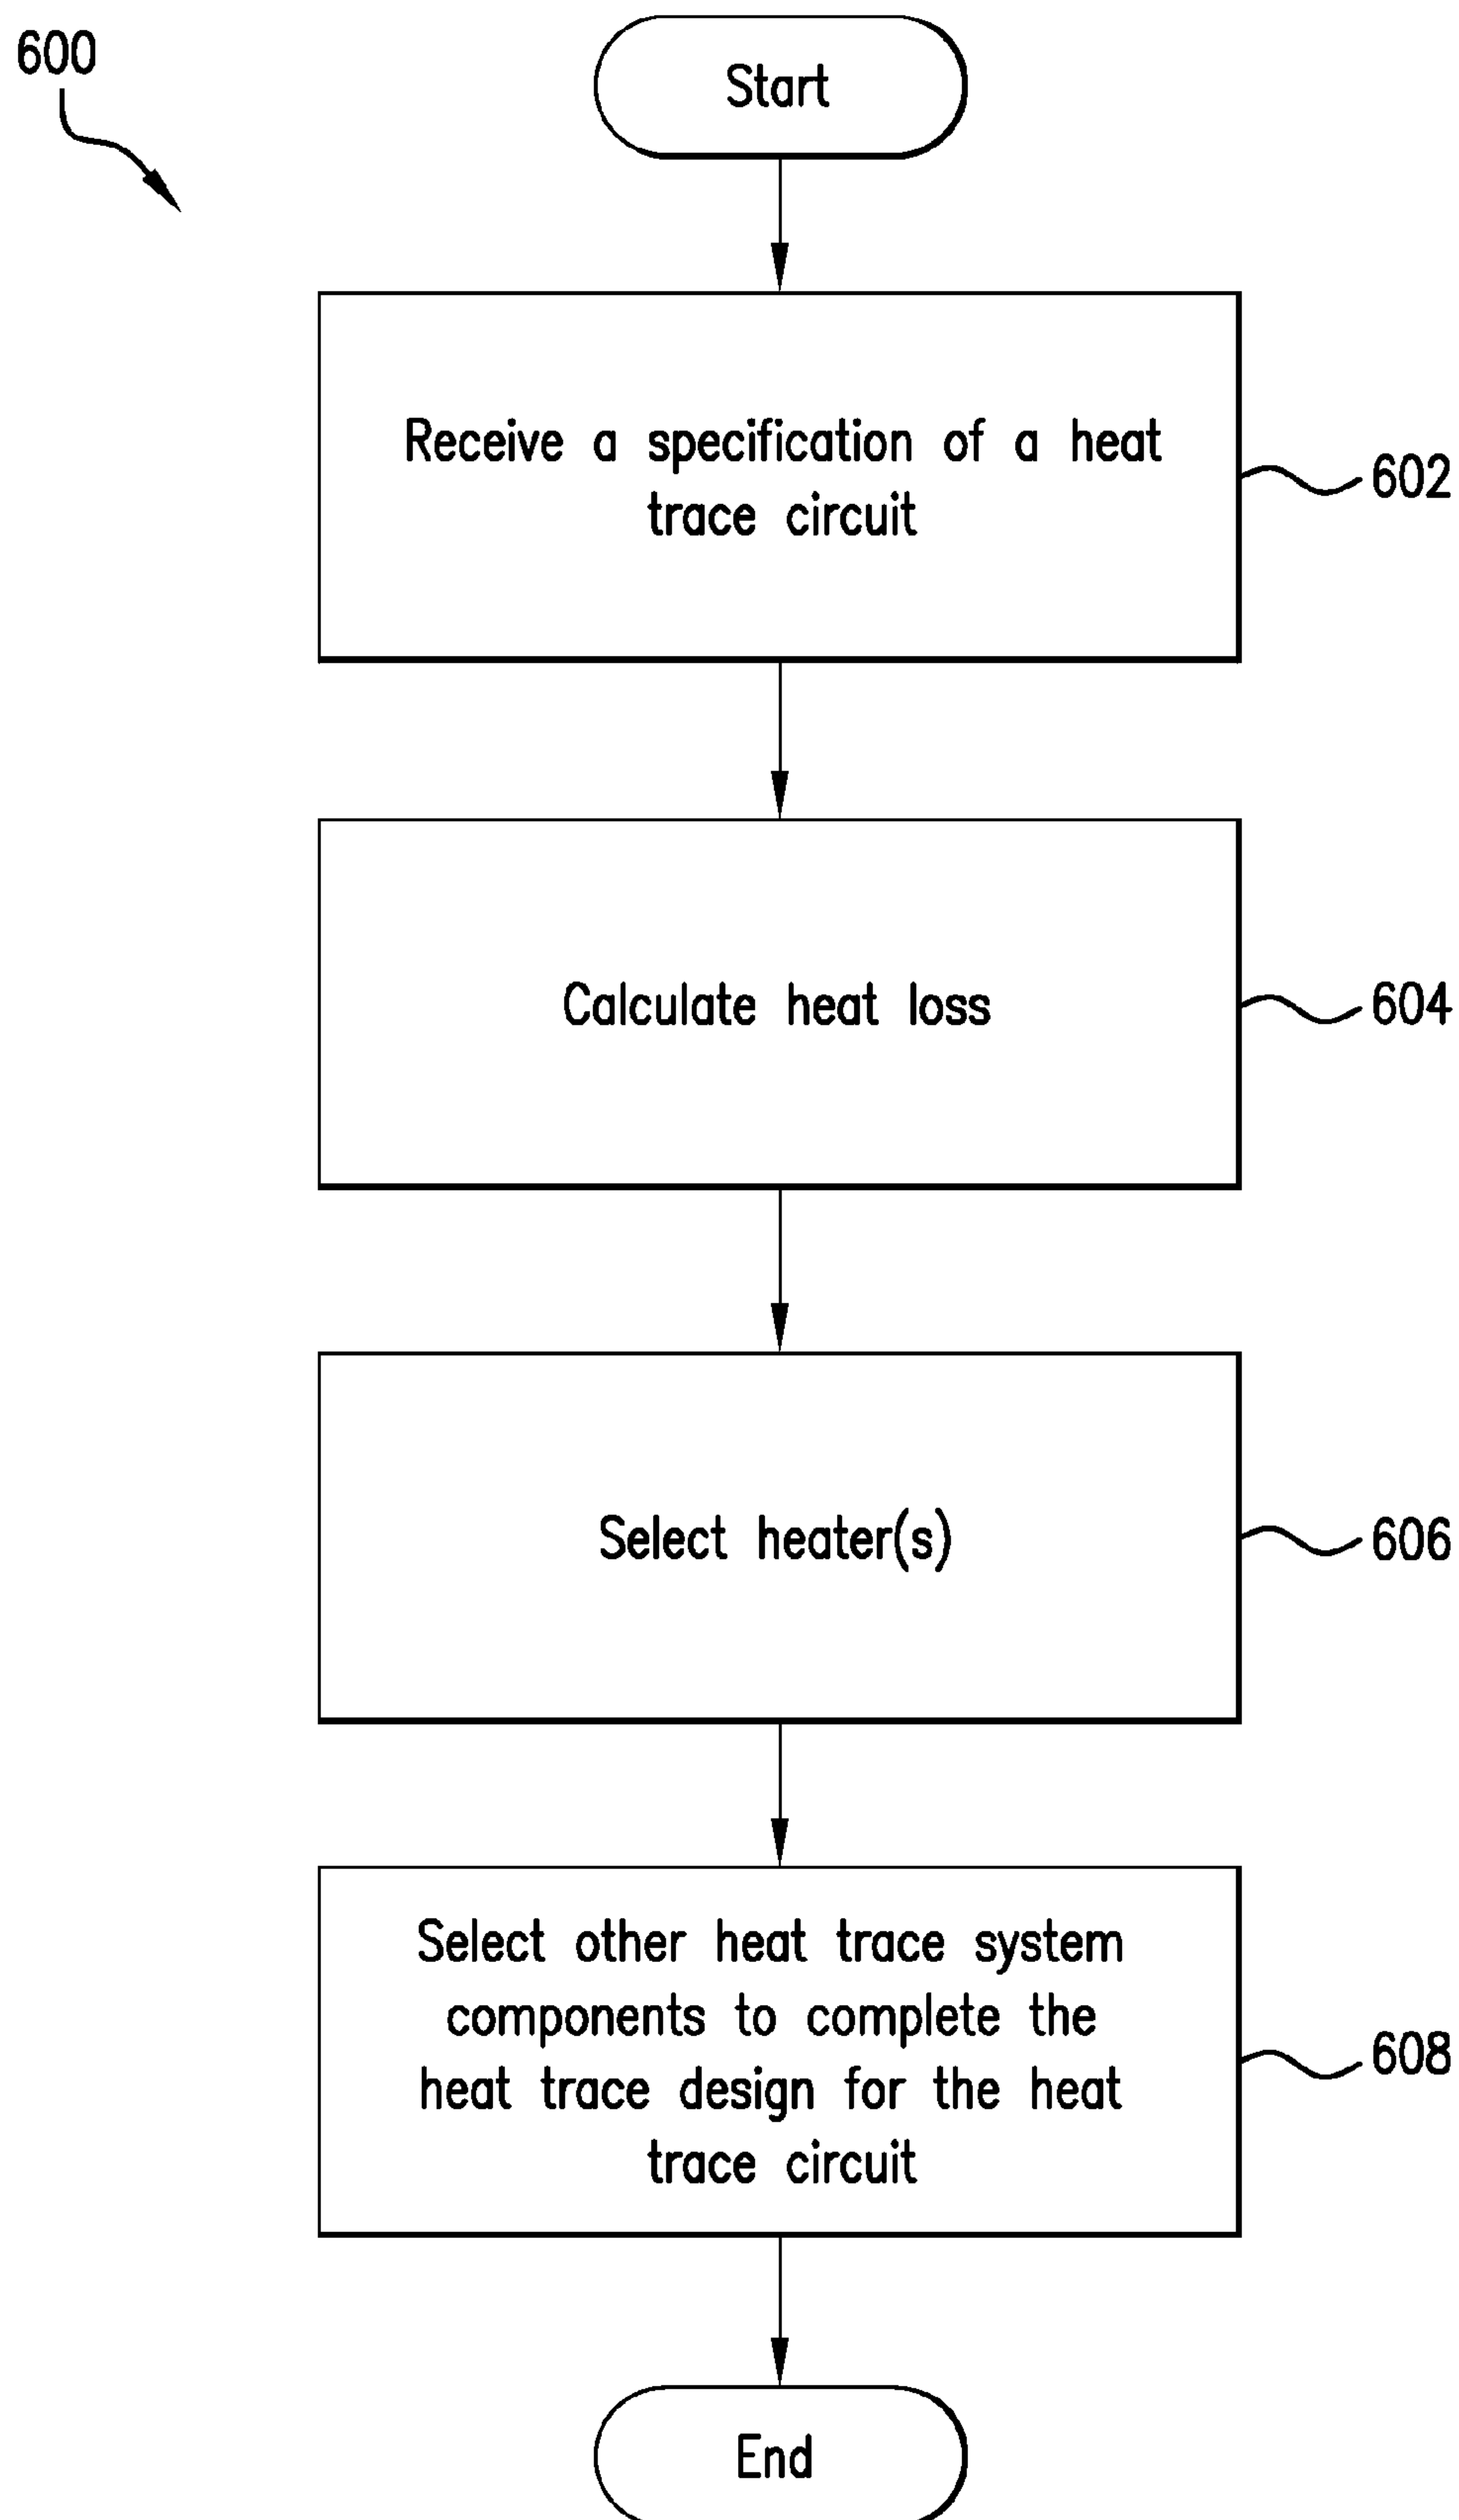 600
Start
Receive a specification of a heat
trace circuit
602
Calculate heat loss
604
Select heater(s)
606
Select other heat trace system
components to complete the
heat trace design for the heat
trace circuit
608
End